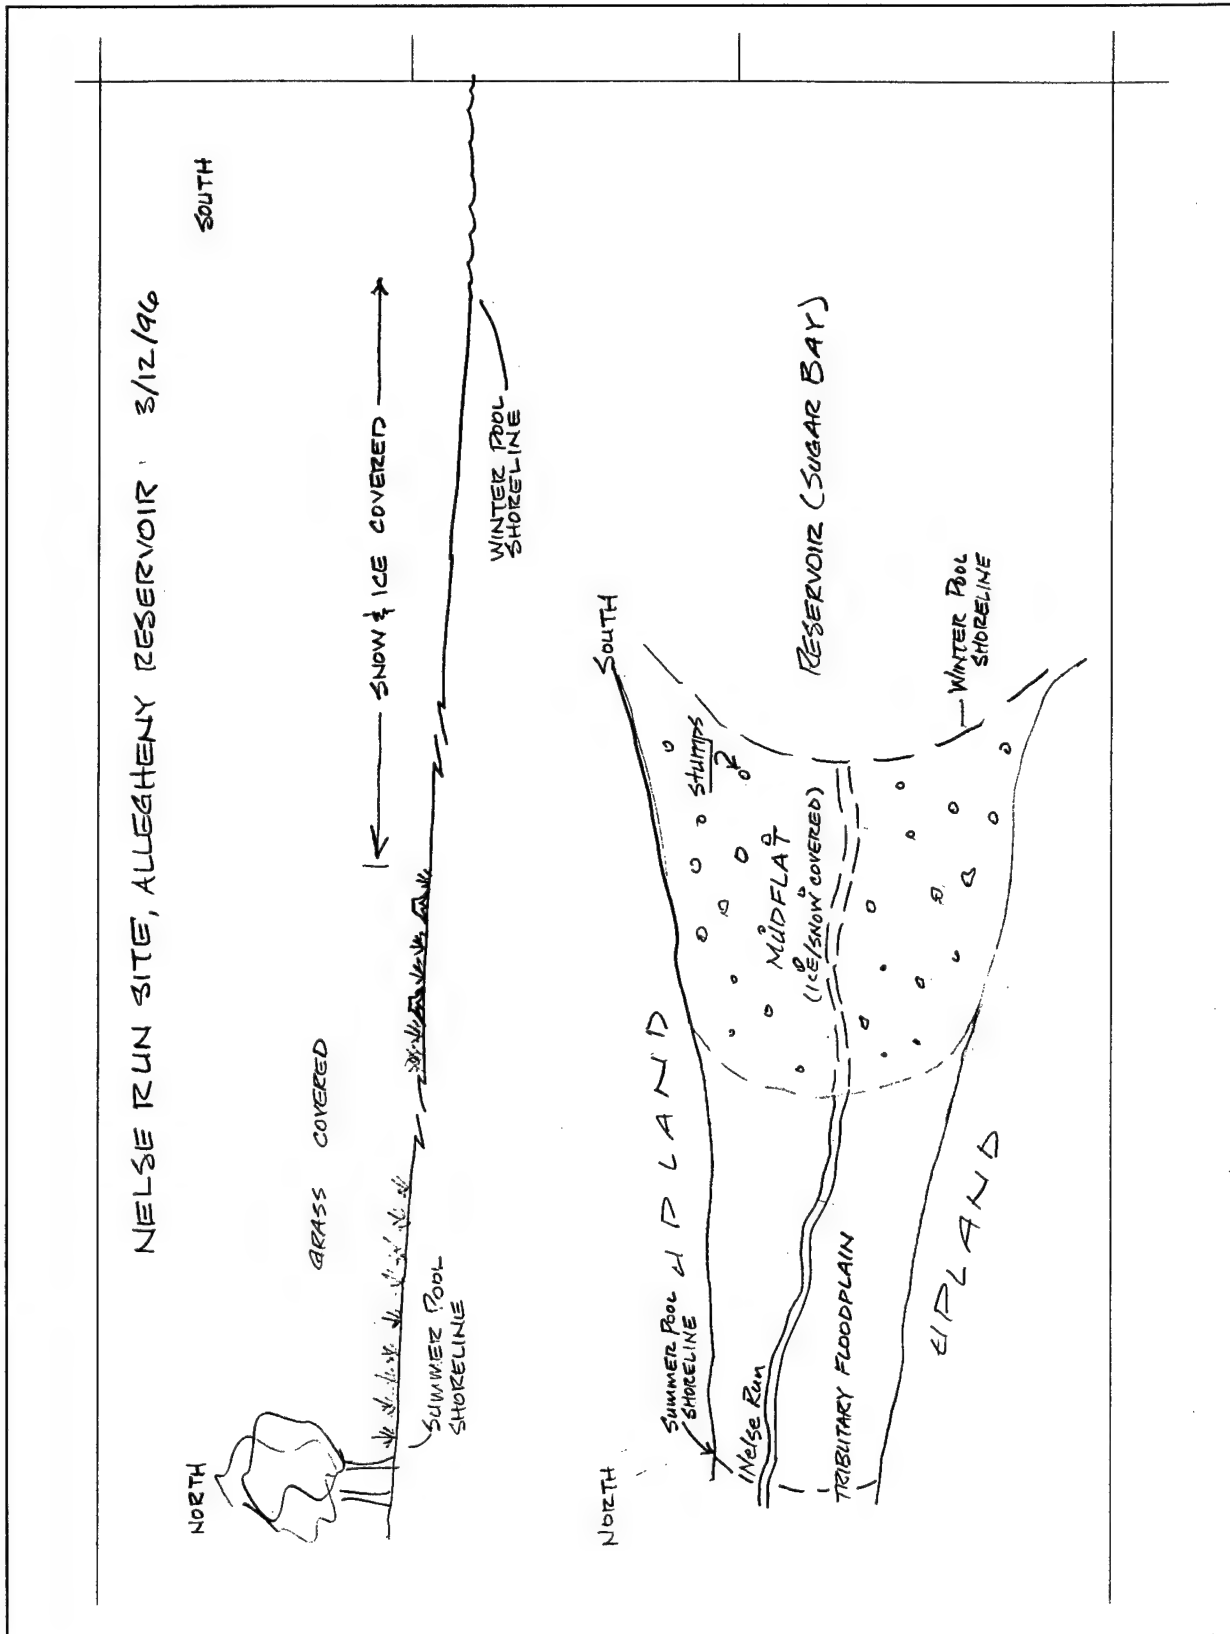 NELSE RUN SITE, ALLEGHENY RESERVOIR 3/12/96
NORTH
SOUTH
GRASS COVERED
SNOW & ICE COVERED
SUMMER POOL
SHORELINE
WINTER POOL
SHORELINE
NORTH
SOUTH
SUMMER POOL
SHORELINE
UPLAND
stumps
Nelse Run
MUDFLAT
(ICE/SNOW COVERED)
RESERVOIR (SUGAR BAY)
TRIBUTARY FLOODPLAIN
UPLAND
WINTER POOL
SHORELINE